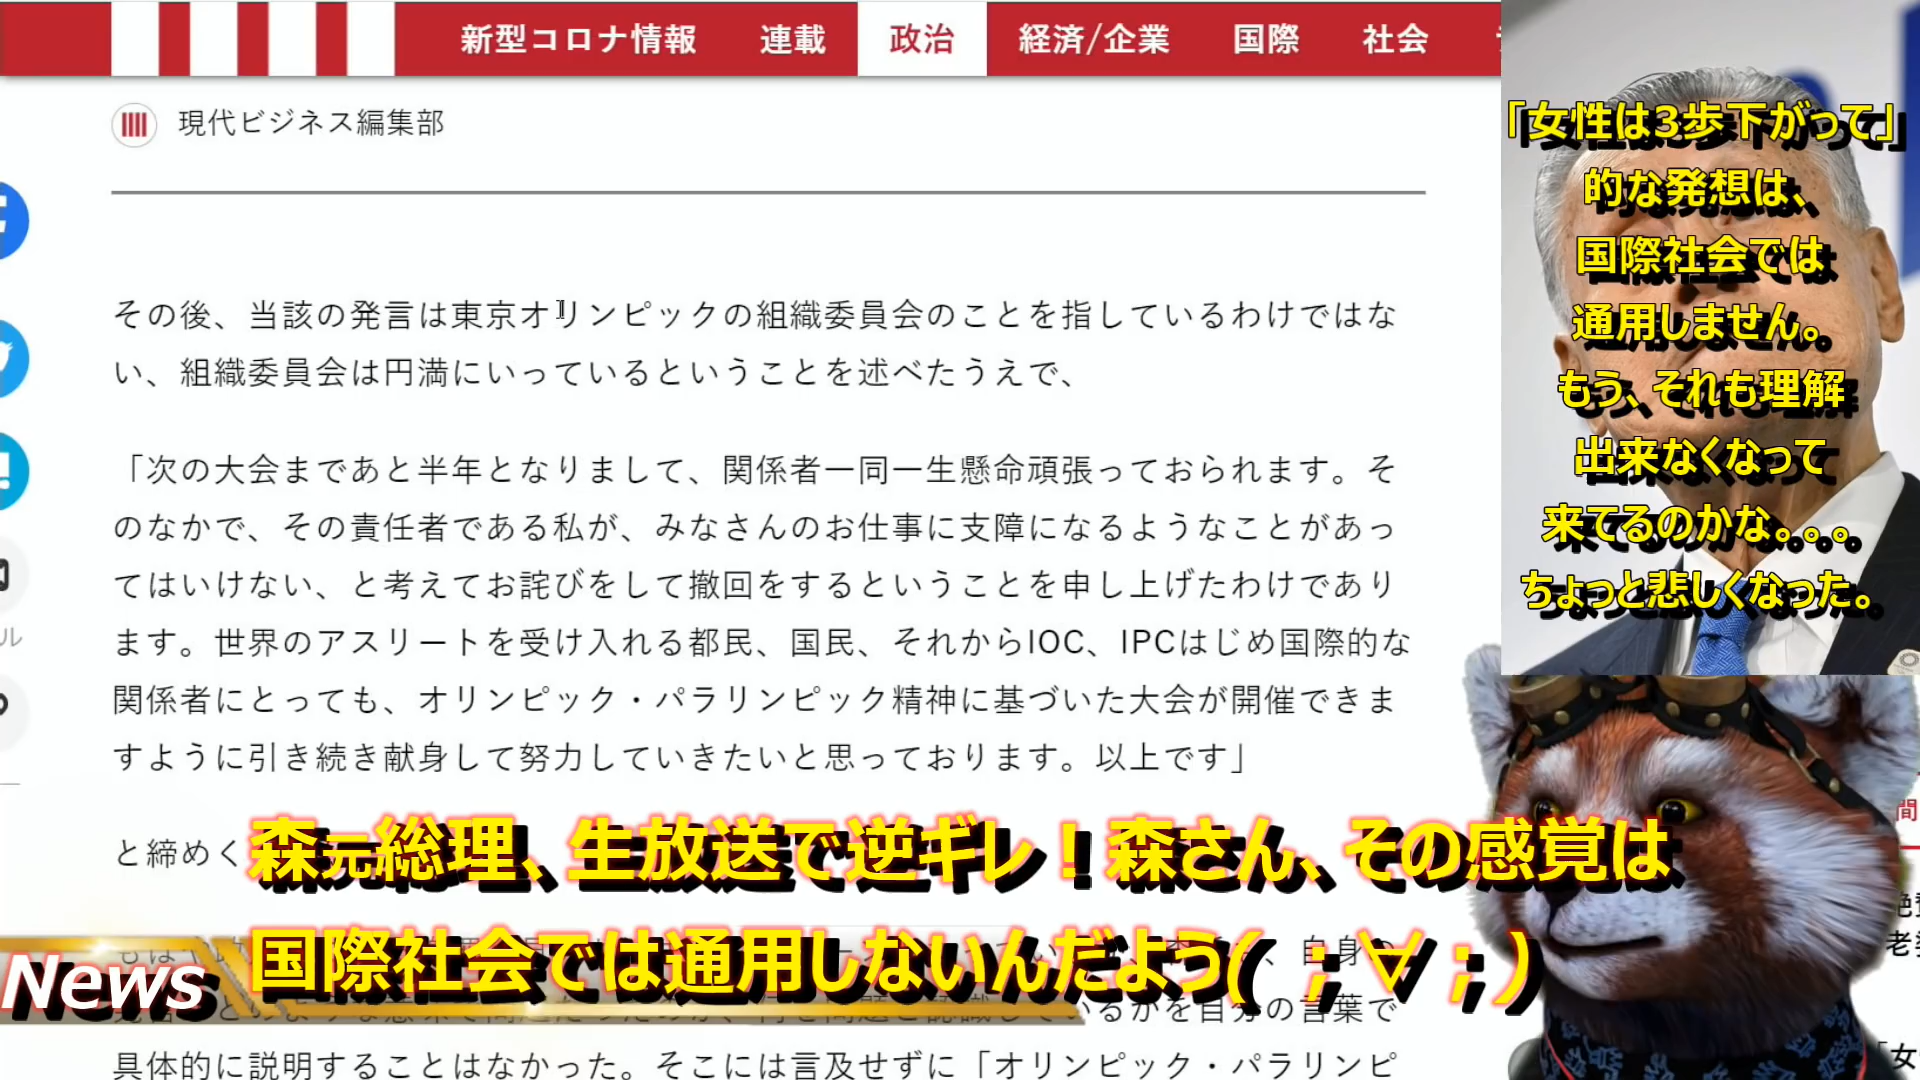 新型コロナ情報 連載 政治 経済/企業 国際 社会
現代ビジネス編集部
その後、当該の発言は東京オリンピックの組織委員会のことを指しているわけではな
い、組織委員会は円満にいっているということを述べたうえで、
「次の大会まであと半年となりまして、関係者一同一生懸命頑張っておられます。そ
のなかで、その責任者である私が、みなさんのお仕事に支障になるようなことがあっ
てはいけない、と考えてお詫びをして撤回をするということを申し上げたわけであり
ます。世界のアスリートを受け入れる都民、国民、それからIOC、IPCはじめ国際的な
関係者にとっても、オリンピック・パラリンピック精神に基づいた大会が開催できま
すように引き続き献身して努力していきたいと思っております。以上です」
と締めく
いるかを自分の言葉で
具体的に説明することはなかった。そこには言及せずに「オリンピック・パラリンピ
「女性は3歩下がって」
的な発想は、
国際社会では
通用しません。
もう、それも理解
出来なくなって
来てるのかな。。。
ちょっと悲しくなった。
森元総理、生放送で逆ギレ！森さん、その感覚は
国際社会では通用しないんだよう( ；∀；)
News
ル
間
老
「女